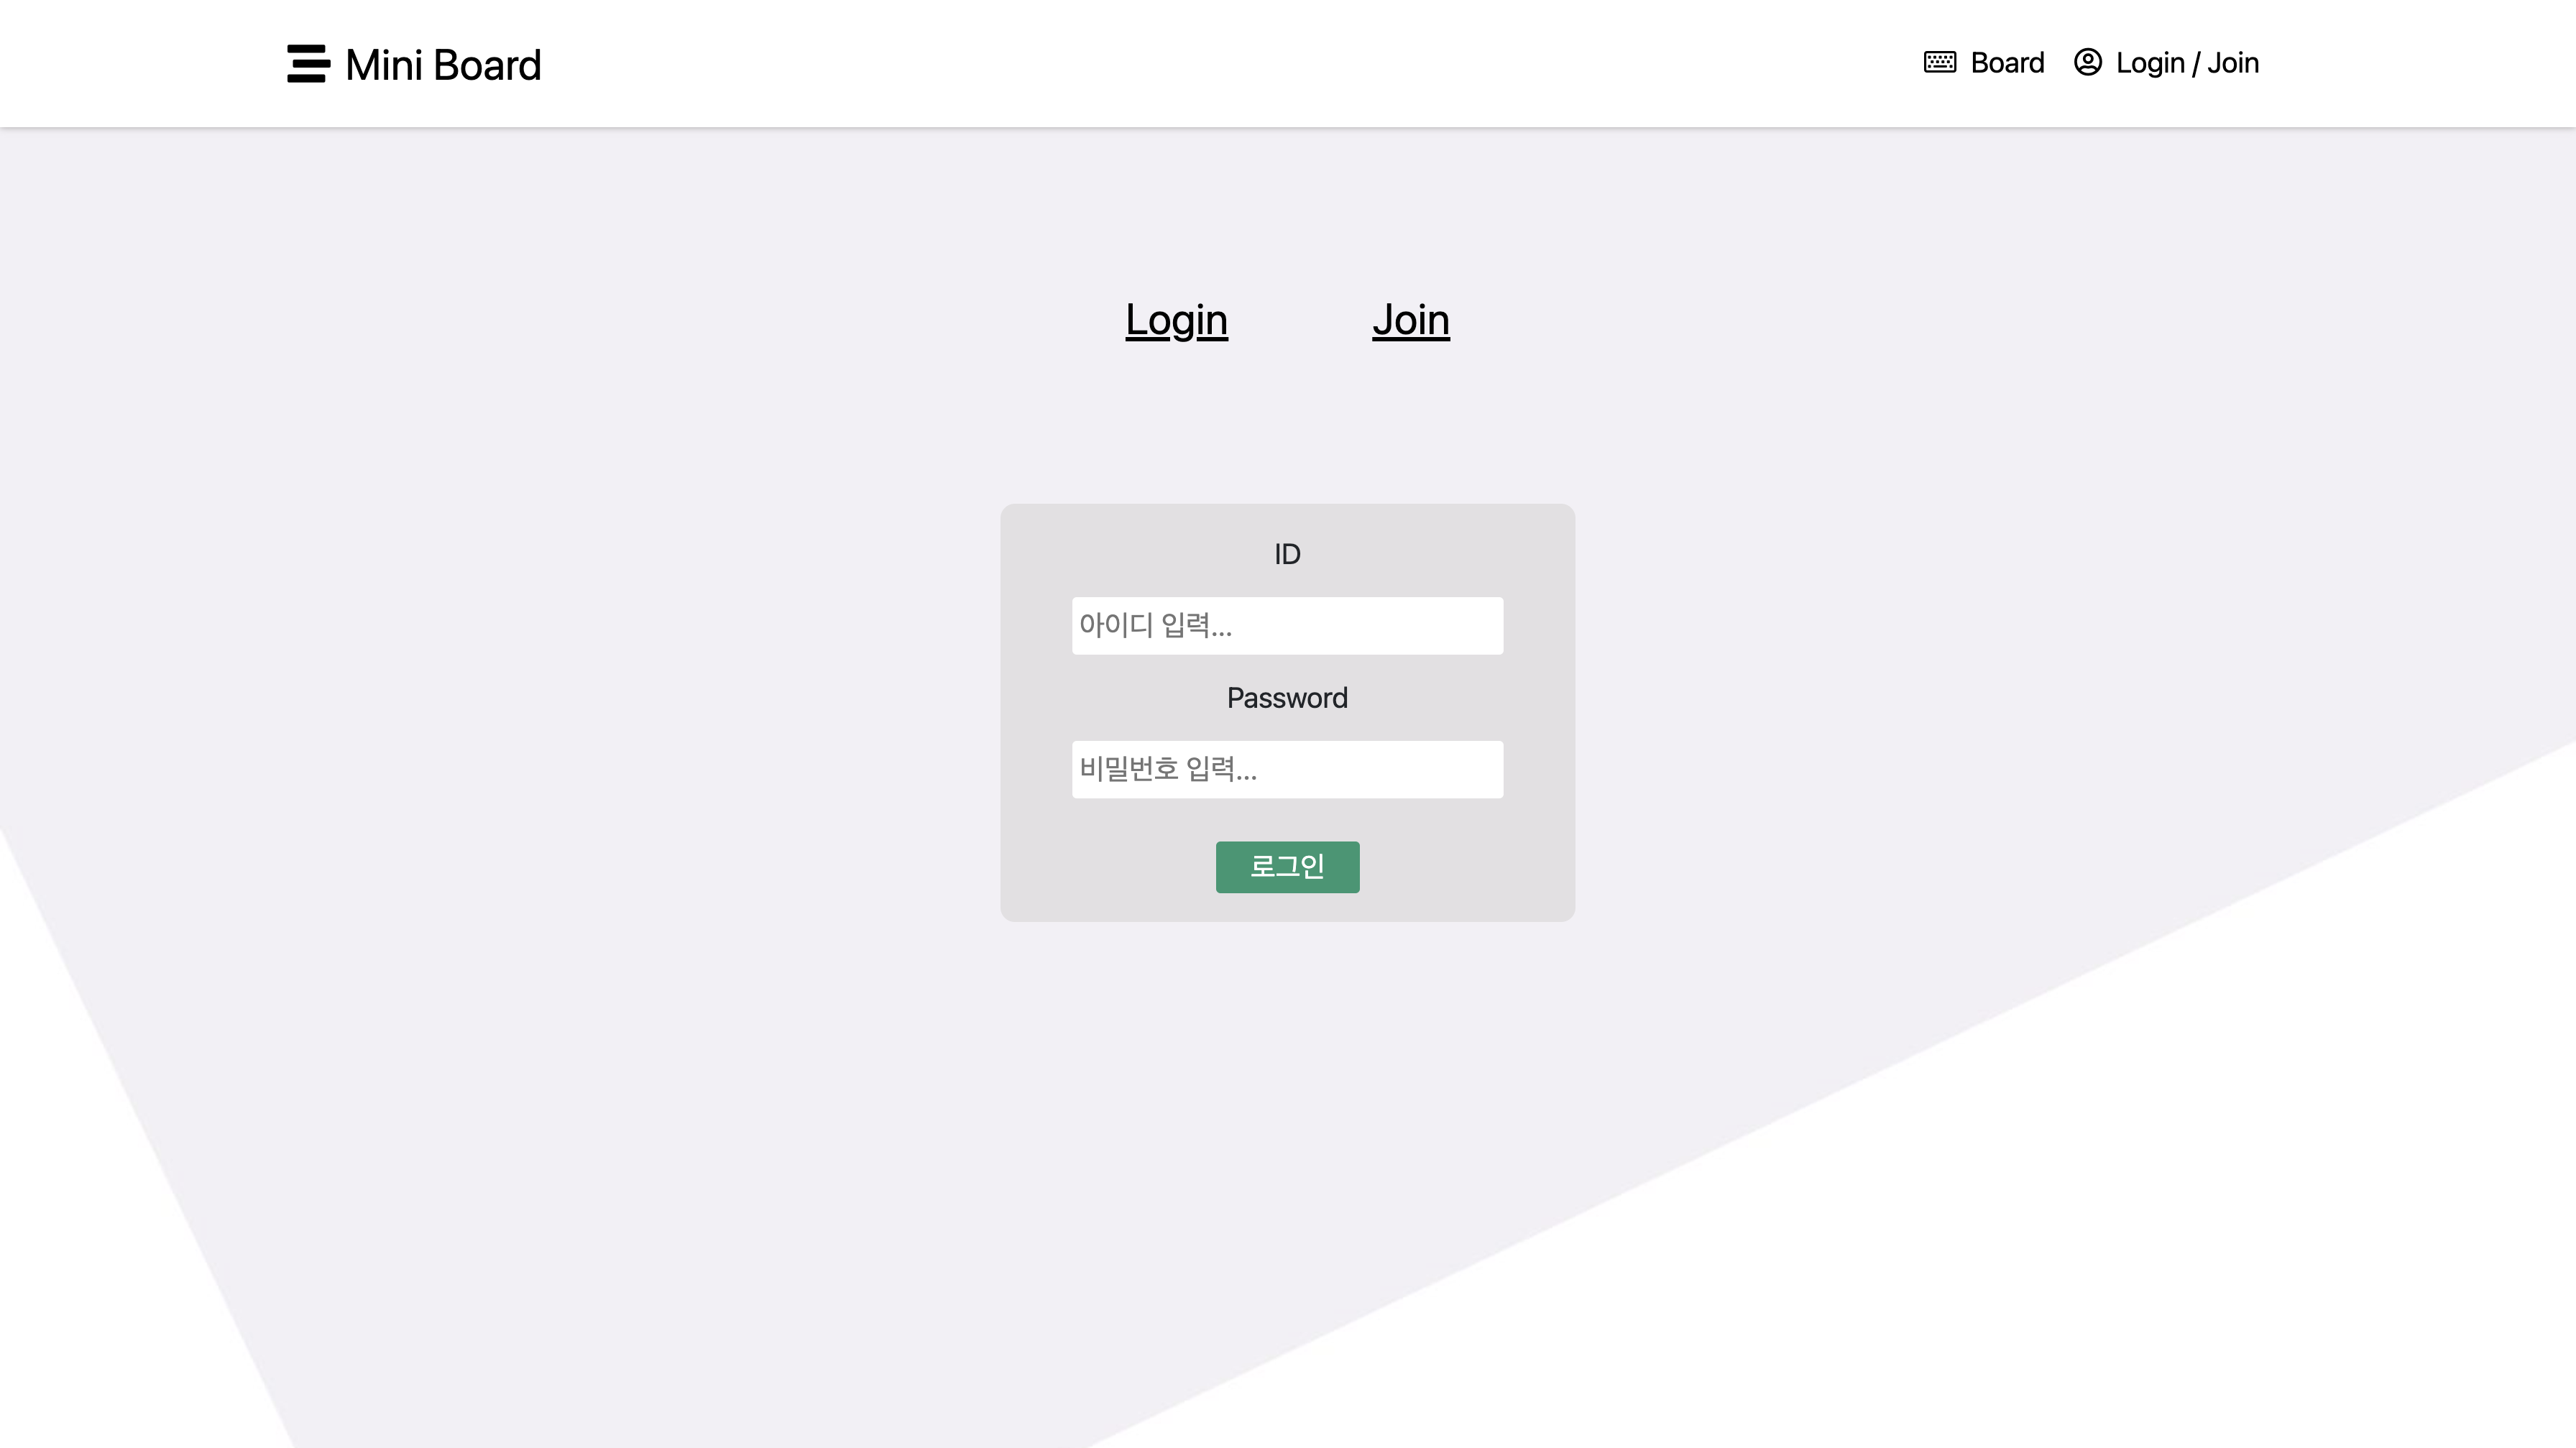 Mini Board
Board
Login / Join
Login
Join
ID
아이디 입력...
Password
비밀번호 입력...
로그인